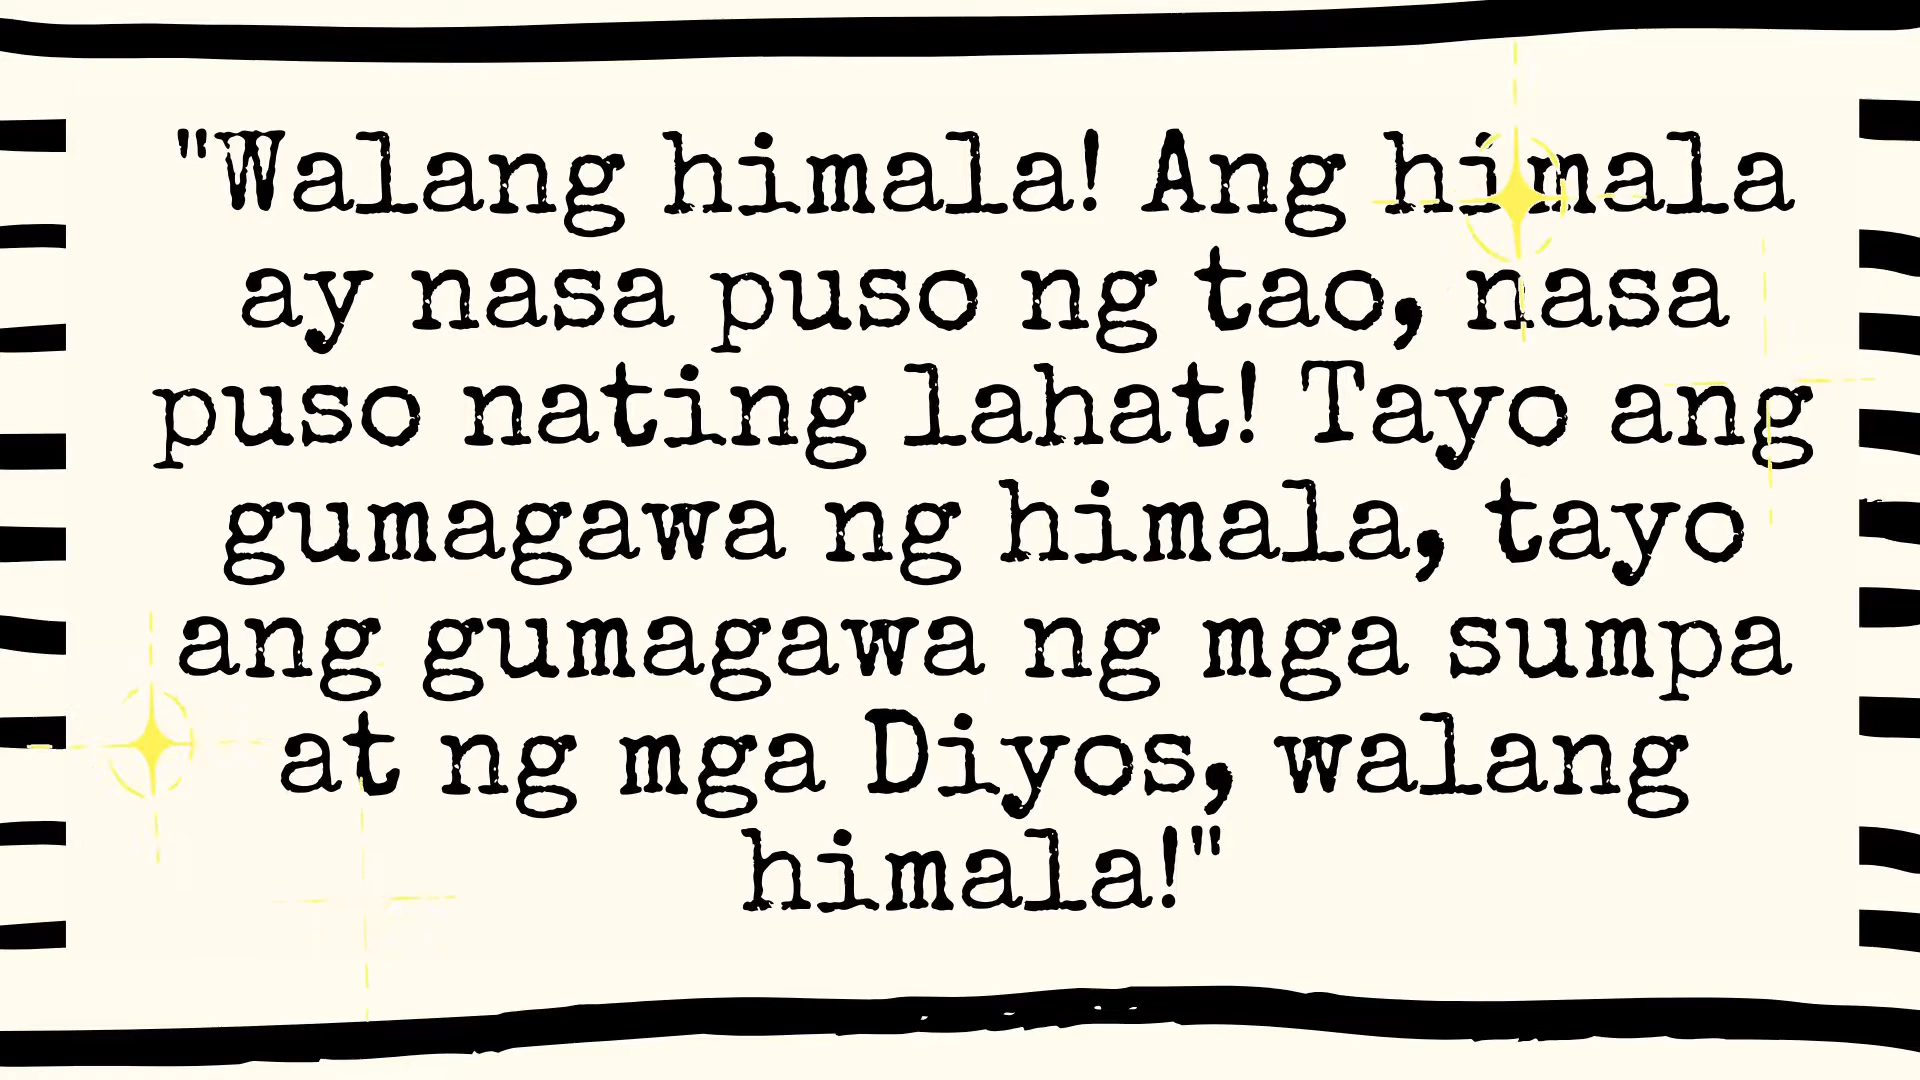 "Walang himala! Ang himala
ay nasa puso ng tao, nasa
puso nating lahat! Tayo ang
gumagawa ng himala, tayo
ang gumagawa ng mga sumpa
at ng mga Diyos, walang
himala!"